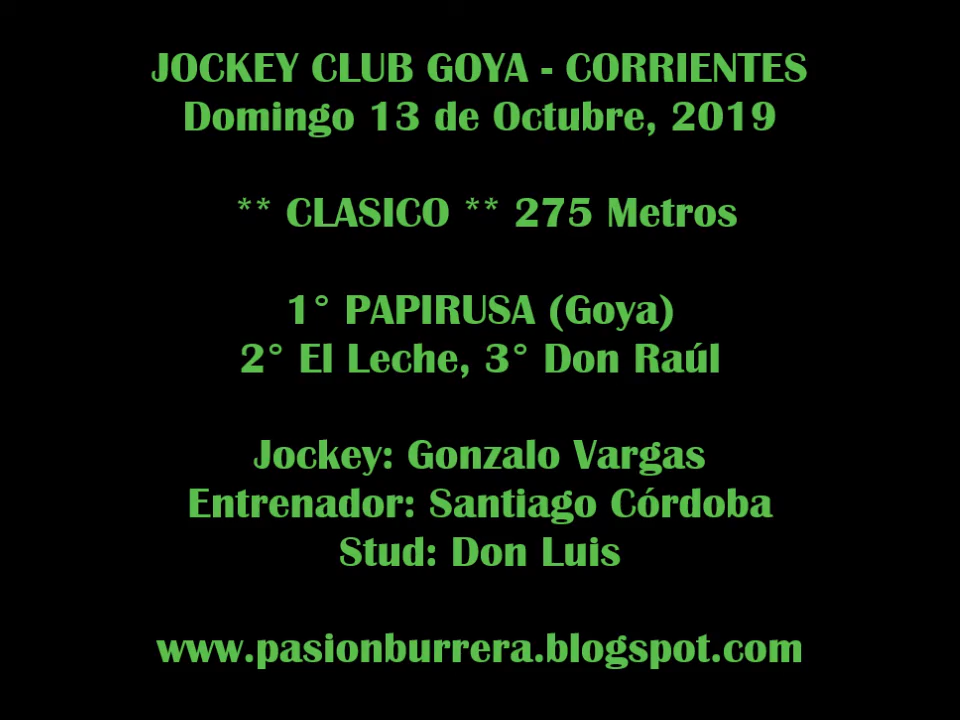 JOCKEY CLUB GOYA - CORRIENTES
Domingo 13 de Octubre, 2019
** CLASICO ** 275 Metros
1° PAPIRUSA (Goya)
2° El Leche, 3° Don Raúl
Jockey: Gonzalo Vargas
Entrenador: Santiago Córdoba
Stud: Don Luis
www.pasionburrera.blogspot.com